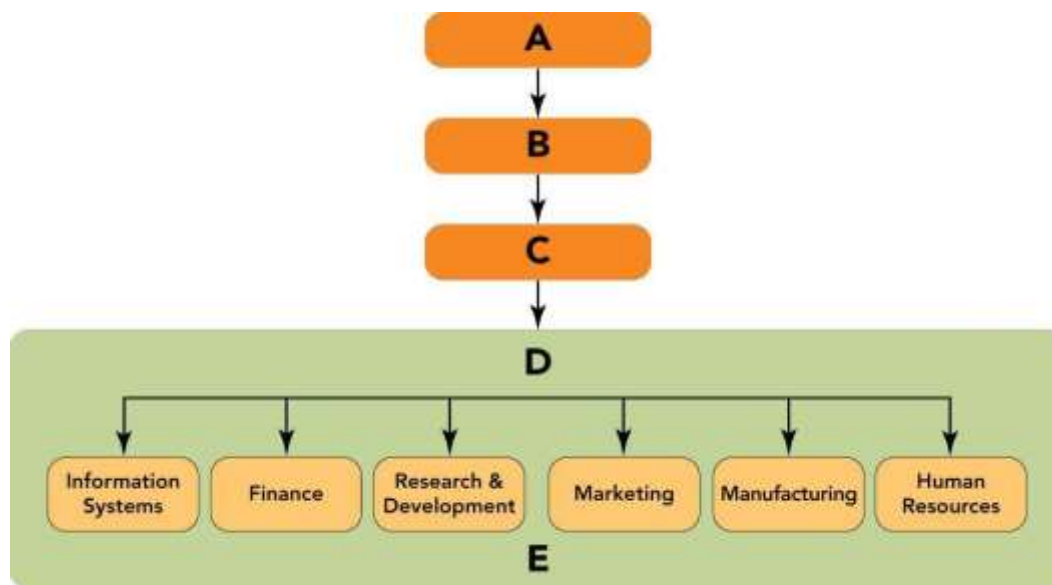 A
B
C
D
Information
Systems
Finance
Research &
Development
Marketing
Manufacturing
Human
Resources
E